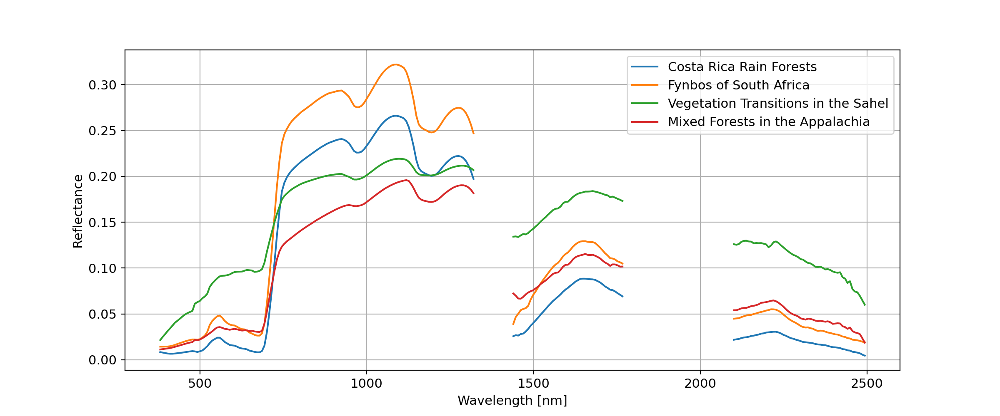 Costa Rica Rain Forests
Fynbos of South Africa
Vegetation Transitions in the Sahel
Mixed Forests in the Appalachia
0.30
0.25
0.20
0.15
0.10
0.05
0.00
Reflectance
500 1000 1500 2000 2500
Wavelength [nm]